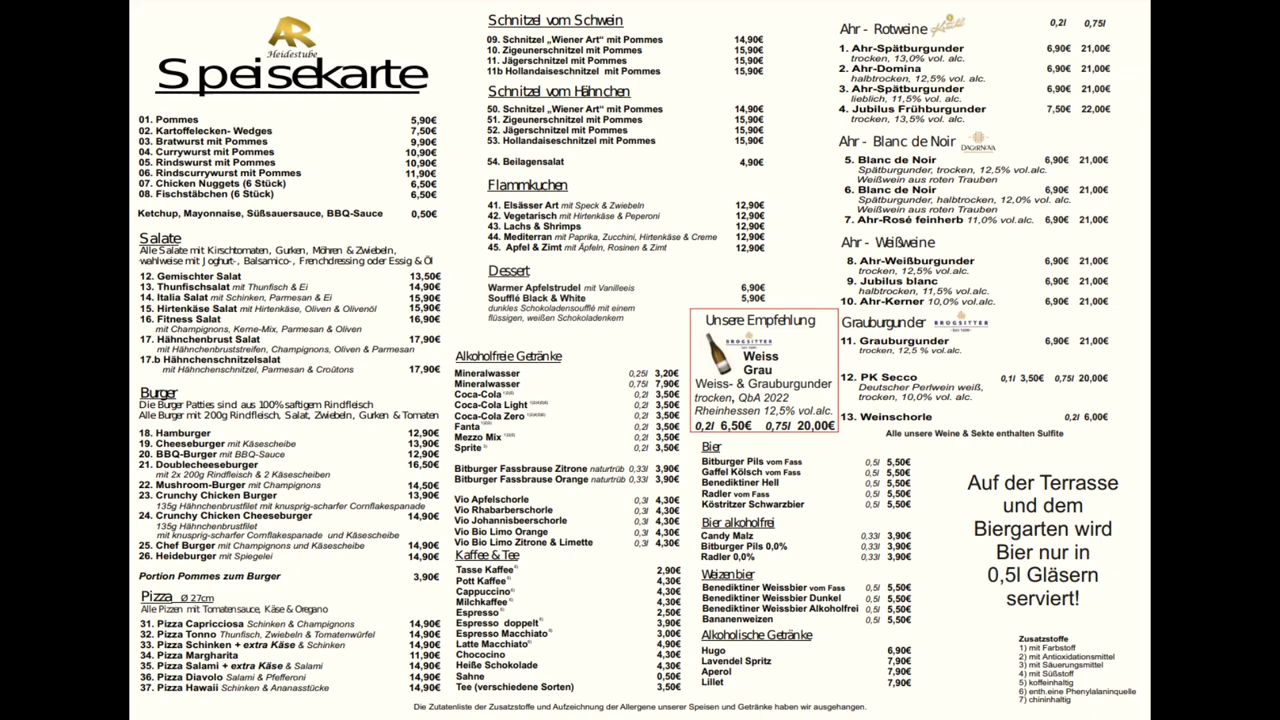 AR
Heidestube
Speisekarte
01. Pommes 5,90€
02. Kartoffelecken- Wedges 7,50€
03. Bratwurst mit Pommes 9,90€
04. Currywurst mit Pommes 10,90€
05. Rindswurst mit Pommes 10,90€
06. Rindscurrywurst mit Pommes 11,90€
07. Chicken Nuggets (6 Stück) 6,50€
08. Fischstäbchen (6 Stück) 6,50€
Ketchup, Mayonnaise, Süßsauersauce, BBQ-Sauce 0,50€
Salate
Alle Salate mit Kirschtomaten, Gurken, Möhren & Zwiebeln,
wahlweise mit Joghurt-, Balsamico-, Frenchdressing oder Essig & Öl
12. Gemischter Salat 13,50€
13. Thunfischsalat mit Thunfisch & Ei 14,90€
14. Italia Salat mit Schinken, Parmesan & Ei 15,90€
15. Hirtenkäse Salat mit Hirtenkäse, Oliven & Olivenöl 15,90€
16. Fitness Salat 16,90€
mit Champignons, Kerne-Mix, Parmesan & Oliven
17. Hähnchenbrust Salat 17,90€
mit Hähnchenbruststreifen, Champignons, Oliven & Parmesan
17.b Hähnchenschnitzelsalat
mit Hähnchenschnitzel, Parmesan & Croûtons 17,90€
Burger
Die Burger Patties sind aus 100% saftigem Rindfleisch
Alle Burger mit 200g Rindfleisch, Salat, Zwiebeln, Gurken & Tomaten
18. Hamburger 12,90€
19. Cheeseburger mit Käsescheibe 13,90€
20. BBQ-Burger mit BBQ-Sauce 12,90€
21. Doublecheeseburger 16,50€
mit 2x 200g Rindfleisch & 2 Käsescheiben
22. Mushroom-Burger mit Champignons 14,50€
23. Crunchy Chicken Burger 13,90€
135g Hähnchenbrustfilet mit knusprig-scharfer Cornflakespanade
24. Crunchy Chicken Cheeseburger 14,90€
135g Hähnchenbrustfilet
mit knusprig-scharfer Cornflakespanade und Käsescheibe
25. Chef Burger mit Champignons und Käsescheibe 14,90€
26. Heideburger mit Spiegelei 14,90€
Portion Pommes zum Burger 3,90€
Pizza Ø 27cm
Alle Pizzen mit Tomatensauce, Käse & Oregano
31. Pizza Capricciosa Schinken & Champignons 14,90€
32. Pizza Tonno Thunfisch, Zwiebeln & Tomatenwürfel 14,90€
33. Pizza Schinken + extra Käse & Schinken 14,90€
34. Pizza Margharita 11,90€
35. Pizza Salami + extra Käse & Salami 14,90€
36. Pizza Diavolo Salami & Pfefferoni 14,90€
37. Pizza Hawaii Schinken & Ananasstücke 14,90€
Schnitzel vom Schwein
09. Schnitzel „Wiener Art“ mit Pommes 14,90€
10. Zigeunerschnitzel mit Pommes 15,90€
11. Jägerschnitzel mit Pommes 15,90€
11b Hollandaiseschnitzel mit Pommes 15,90€
Schnitzel vom Hähnchen
50. Schnitzel „Wiener Art“ mit Pommes 14,90€
51. Zigeunerschnitzel mit Pommes 15,90€
52. Jägerschnitzel mit Pommes 15,90€
53. Hollandaiseschnitzel mit Pommes 15,90€
54. Beilagensalat 4,90€
Flammkuchen
41. Elsässer Art mit Speck & Zwiebeln 12,90€
42. Vegetarisch mit Hirtenkäse & Peperoni 12,90€
43. Lachs & Shrimps 12,90€
44. Mediterran mit Paprika, Zucchini, Hirtenkäse & Creme 12,90€
45. Apfel & Zimt mit Äpfeln, Rosinen & Zimt 12,90€
Dessert
Warmer Apfelstrudel mit Vanilleeis 6,90€
Soufflé Black & White 5,90€
dunkles Schokoladensoufflé mit einem
flüssigen, weißen Schokoladenkern
Alkoholfreie Getränke
Mineralwasser 0,25l 3,20€
Mineralwasser 0,75l 7,90€
Coca-Cola 0,2l 3,50€
Coca-Cola Light 0,2l 3,50€
Coca-Cola Zero 0,2l 3,50€
Fanta 0,2l 3,50€
Mezzo Mix 0,2l 3,50€
Sprite 0,2l 3,50€
Bitburger Fassbrause Zitrone naturtrüb 0,33l 3,90€
Bitburger Fassbrause Orange naturtrüb 0,33l 3,90€
Vio Apfelschorle 0,3l 4,30€
Vio Rhabarberschorle 0,3l 4,30€
Vio Johannisbeerschorle 0,3l 4,30€
Vio Bio Limo Orange 0,3l 4,30€
Vio Bio Limo Zitrone & Limette 0,3l 4,30€
Kaffee & Tee
Tasse Kaffee 2,90€
Pott Kaffee 4,30€
Cappuccino 4,30€
Milchkaffee 4,30€
Espresso 2,50€
Espresso doppelt 3,90€
Espresso Macchiato 3,00€
Latte Macchiato 4,90€
Chococino 4,30€
Heiße Schokolade 4,30€
Sahne 0,50€
Tee (verschiedene Sorten) 3,50€
Unsere Empfehlung
BROGSITTER
Weiss
Grau
Weiss- & Grauburgunder
trocken, QbA 2022
Rheinhessen 12,5% vol.alc.
0,2l 6,50€ 0,75l 20,00€
Bier
Bitburger Pils vom Fass 0,5l 5,50€
Gaffel Kölsch vom Fass 0,5l 5,50€
Benediktiner Hell 0,5l 5,50€
Radler vom Fass 0,5l 5,50€
Köstritzer Schwarzbier 0,5l 5,50€
Bier alkoholfrei
Candy Malz 0,33l 3,90€
Bitburger Pils 0,0% 0,33l 3,90€
Radler 0,0% 0,33l 3,90€
Weizenbier
Benediktiner Weissbier vom Fass 0,5l 5,50€
Benediktiner Weissbier Dunkel 0,5l 5,50€
Benediktiner Weissbier Alkoholfrei 0,5l 5,50€
Bananenweizen 0,5l 5,50€
Alkoholische Getränke
Hugo 6,90€
Lavendel Spritz 7,90€
Aperol 7,90€
Lillet 7,90€
Ahr - Rotweine 0,2l 0,75l
1. Ahr-Spätburgunder 6,90€ 21,00€
trocken, 13,0% vol. alc.
2. Ahr-Domina 6,90€ 21,00€
halbtrocken, 12,5% vol. alc.
3. Ahr-Spätburgunder 6,90€ 21,00€
lieblich, 11,5% vol. alc.
4. Jubilus Frühburgunder 7,50€ 22,00€
trocken, 13,5% vol. alc.
Ahr - Blanc de Noir DAGERNOVA
5. Blanc de Noir 6,90€ 21,00€
Spätburgunder, trocken, 12,5% vol.alc.
Weißwein aus roten Trauben
6. Blanc de Noir 6,90€ 21,00€
Spätburgunder, halbtrocken, 12,0% vol.alc.
Weißwein aus roten Trauben
7. Ahr-Rosé feinherb 11,0% vol.alc. 6,90€ 21,00€
Ahr - Weißweine
8. Ahr-Weißburgunder 6,90€ 21,00€
trocken, 12,5% vol.alc.
9. Jubilus blanc 6,90€ 21,00€
halbtrocken, 11,5% vol.alc.
10. Ahr-Kerner 10,0% vol.alc. 6,90€ 21,00€
Grauburgunder BROGSITTER
11. Grauburgunder 6,90€ 21,00€
trocken, 12,5 % vol.alc.
12. PK Secco 0,1l 3,50€ 0,75l 20,00€
Deutscher Perlwein weiß,
trocken, 10,0% vol.alc.
13. Weinschorle 0,2l 6,00€
Alle unsere Weine & Sekte enthalten Sulfite
Auf der Terrasse
und dem
Biergarten wird
Bier nur in
0,5l Gläsern
serviert!
Zusatzstoffe
1) mit Farbstoff
2) mit Antioxidationsmittel
3) mit Säuerungsmittel
4) mit Süßstoff
5) koffeinhaltig
6) enth.eine Phenylalaninquelle
7) chininhaltig
Die Zutatenliste der Zusatzstoffe und Aufzeichnung der Allergene unserer Speisen und Getränke haben wir ausgehangen.